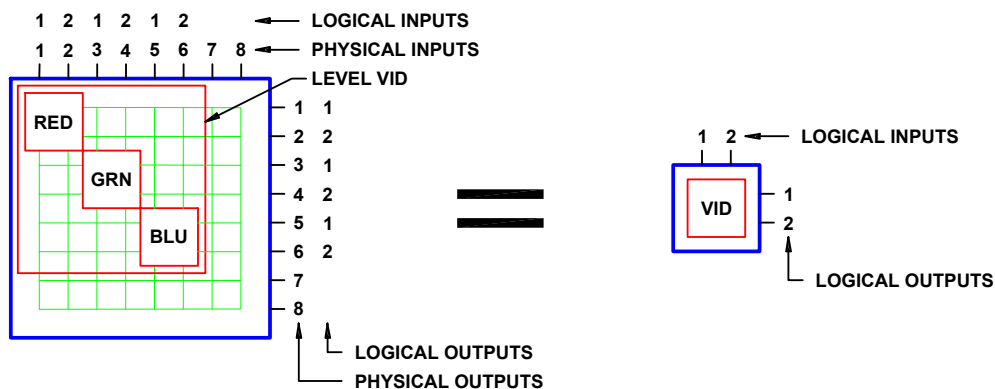 1 2 1 2 1 2 LOGICAL INPUTS
1 2 3 4 5 6 7 8 PHYSICAL INPUTS
LEVEL VID
RED
GRN
BLU
1 1
2 2
3 1
4 2
5 1
6 2
7
8
LOGICAL OUTPUTS
PHYSICAL OUTPUTS
1 2 LOGICAL INPUTS
VID
1
2
LOGICAL OUTPUTS